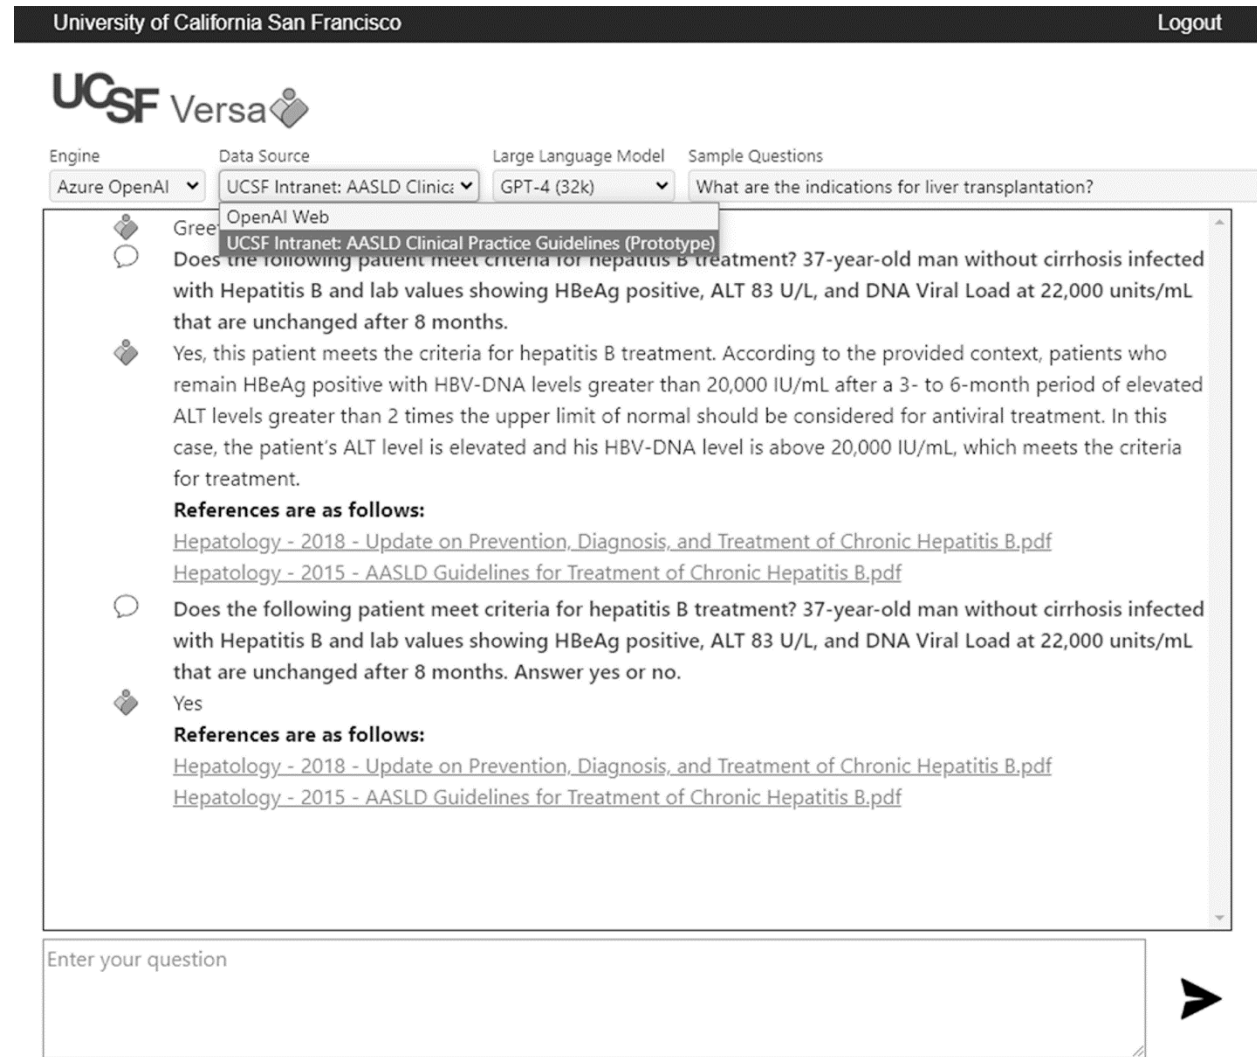 University of California San Francisco Logout
UCSF Versa
Engine Data Source Large Language Model Sample Questions
Azure OpenAI UCSF Intranet: AASLD Clinica GPT-4 (32k) What are the indications for liver transplantation?
OpenAI Web
Gree
UCSF Intranet: AASLD Clinical Practice Guidelines (Prototype)
Does the following patient meet criteria for hepatitis B treatment? 37-year-old man without cirrhosis infected
with Hepatitis B and lab values showing HBeAg positive, ALT 83 U/L, and DNA Viral Load at 22,000 units/mL
that are unchanged after 8 months.
Yes, this patient meets the criteria for hepatitis B treatment. According to the provided context, patients who
remain HBeAg positive with HBV-DNA levels greater than 20,000 IU/mL after a 3- to 6-month period of elevated
ALT levels greater than 2 times the upper limit of normal should be considered for antiviral treatment. In this
case, the patient's ALT level is elevated and his HBV-DNA level is above 20,000 IU/mL, which meets the criteria
for treatment.
References are as follows:
Hepatology - 2018 - Update on Prevention, Diagnosis, and Treatment of Chronic Hepatitis B.pdf
Hepatology - 2015 - AASLD Guidelines for Treatment of Chronic Hepatitis B.pdf
Does the following patient meet criteria for hepatitis B treatment? 37-year-old man without cirrhosis infected
with Hepatitis B and lab values showing HBeAg positive, ALT 83 U/L, and DNA Viral Load at 22,000 units/mL
that are unchanged after 8 months. Answer yes or no.
Yes
References are as follows:
Hepatology - 2018 - Update on Prevention, Diagnosis, and Treatment of Chronic Hepatitis B.pdf
Hepatology - 2015 - AASLD Guidelines for Treatment of Chronic Hepatitis B.pdf
Enter your question